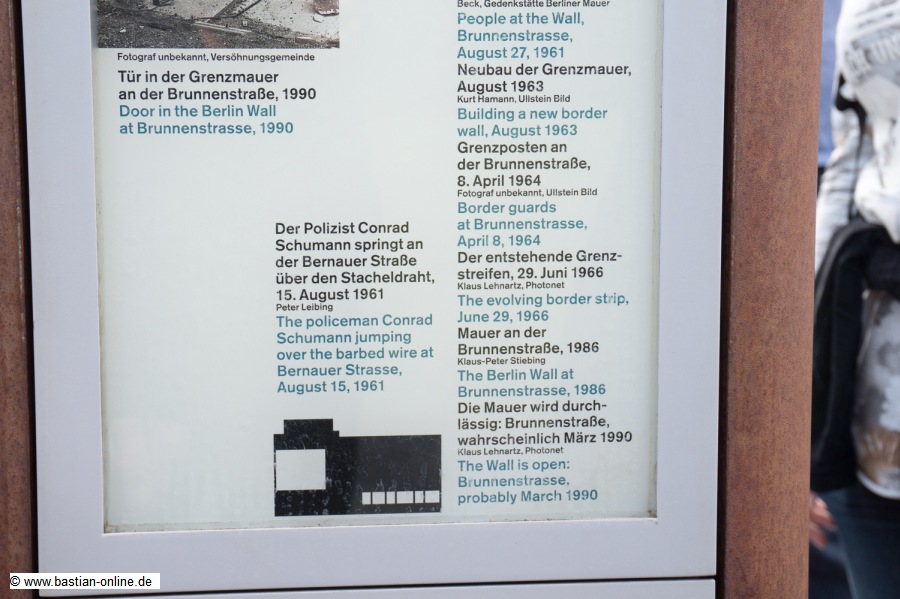 Fotograf unbekannt, Versöhnungsgemeinde
Tür in der Grenzmauer
an der Brunnenstraße, 1990
Door in the Berlin Wall
at Brunnenstrasse, 1990
Der Polizist Conrad
Schumann springt an
der Bernauer Straße
über den Stacheldraht,
15. August 1961
Peter Leibing
The policeman Conrad
Schumann jumping
over the barbed wire at
Bernauer Strasse,
August 15, 1961
Beck, Gedenkstätte Berliner Mauer
People at the Wall,
Brunnenstrasse,
August 27, 1961
Neubau der Grenzmauer,
August 1963
Kurt Hamann, Ullstein Bild
Building a new border
wall, August 1963
Grenzposten an
der Brunnenstraße,
8. April 1964
Fotograf unbekannt, Ullstein Bild
Border guards
at Brunnenstrasse,
April 8, 1964
Der entstehende Grenz-
streifen, 29. Juni 1966
Klaus Lehnartz, Photonet
The evolving border strip,
June 29, 1966
Mauer an der
Brunnenstraße, 1986
Klaus-Peter Stiebing
The Berlin Wall at
Brunnenstrasse, 1986
Die Mauer wird durch-
lässig: Brunnenstraße,
wahrscheinlich März 1990
Klaus Lehnartz, Photonet
The Wall is open:
Brunnenstrasse,
probably March 1990
© www.bastian-online.de